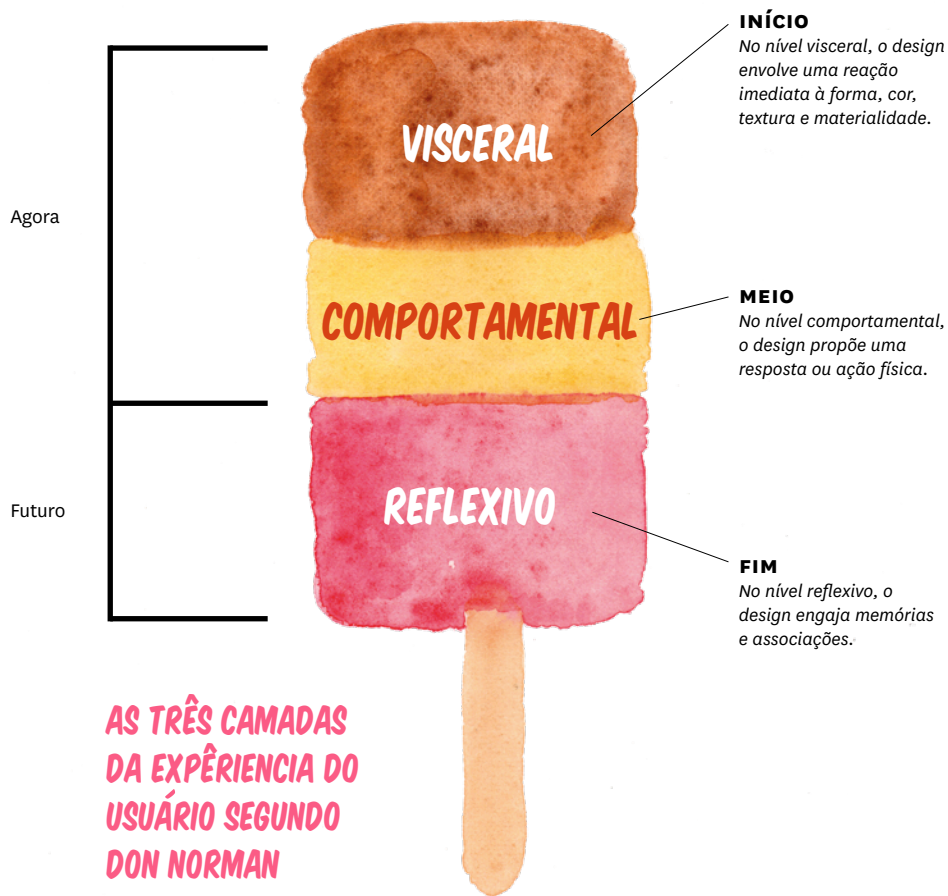 INÍCIO
No nível visceral, o design
envolve uma reação
imediata à forma, cor,
textura e materialidade.
VISCERAL
Agora
MEIO
No nível comportamental,
o design propõe uma
resposta ou ação física.
COMPORTAMENTAL
REFLEXIVO
Futuro
FIM
No nível reflexivo, o
design engaja memórias
e associações.
AS TRÊS CAMADAS
DA EXPÊRIENCIA DO
USUÁRIO SEGUNDO
DON NORMAN